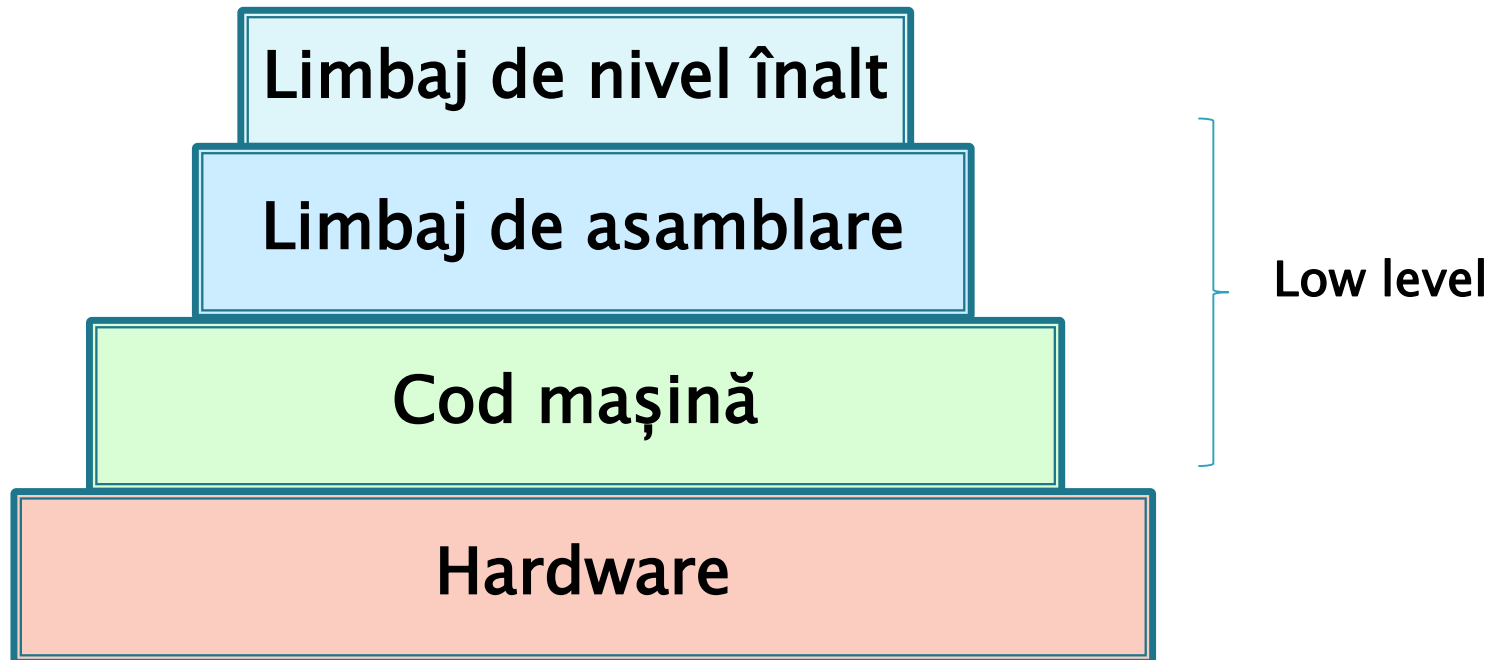 Limbaj de nivel înalt
Limbaj de asamblare
Low level
Cod mașină
Hardware